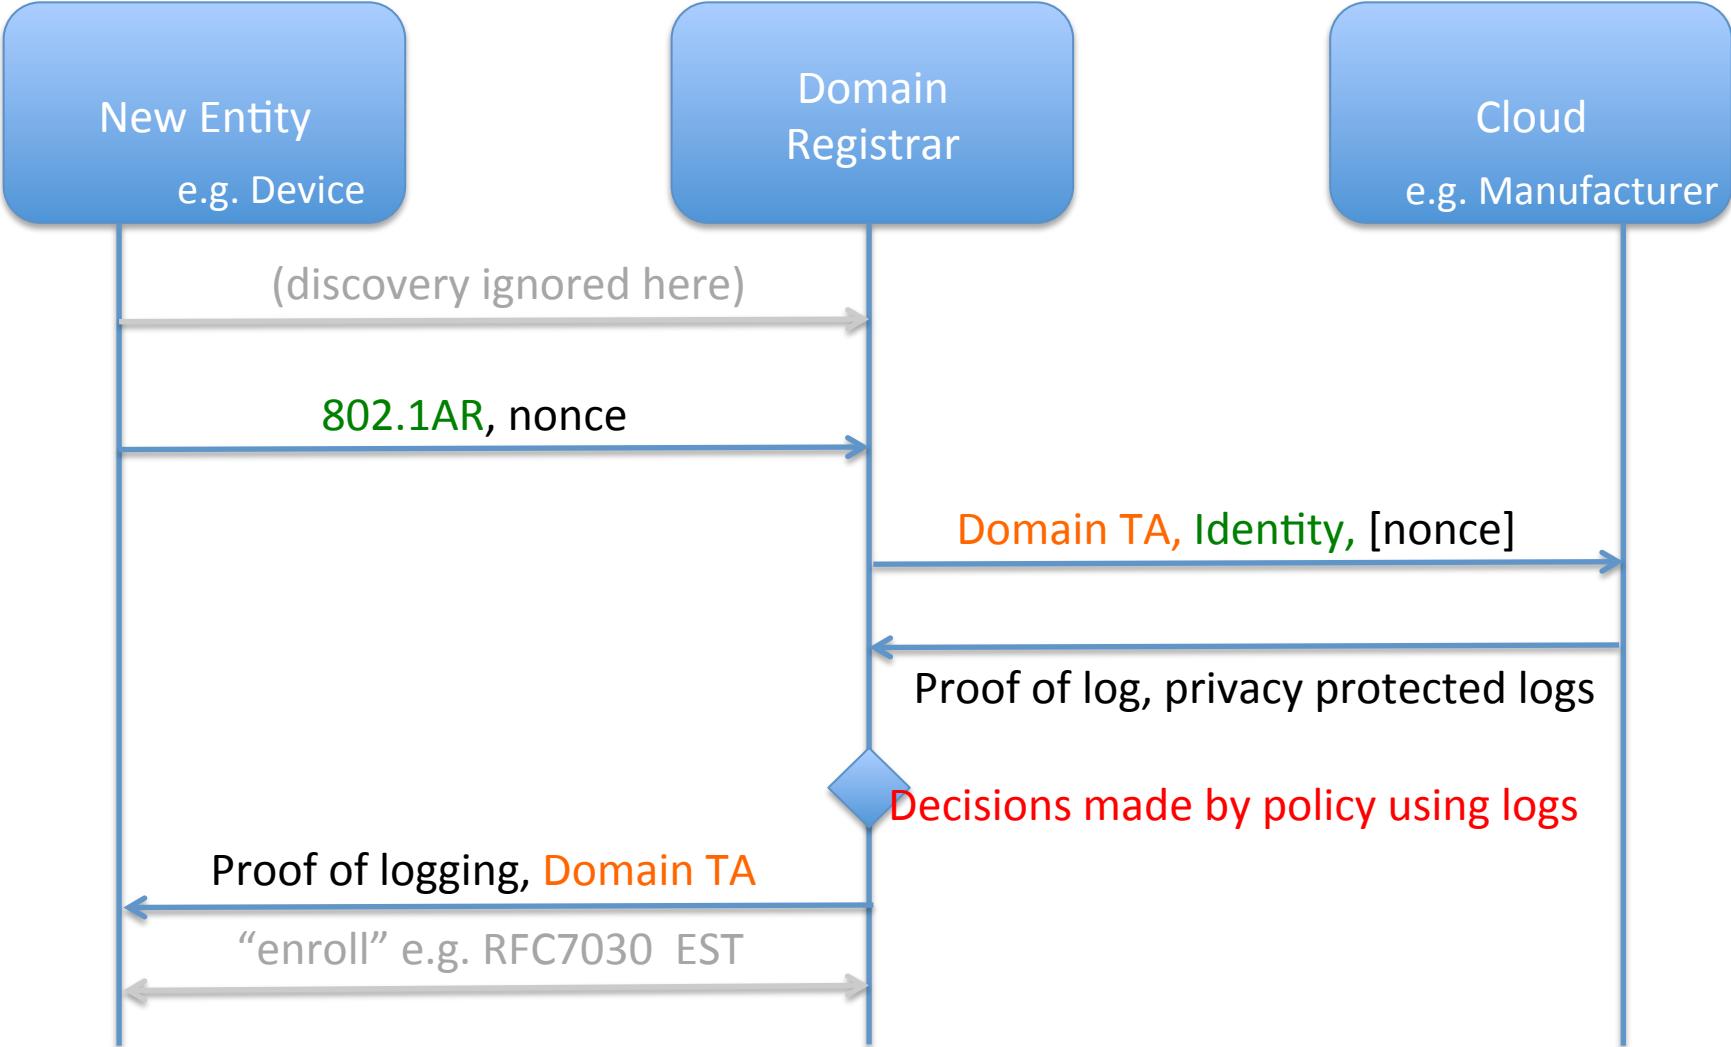 New Entity
e.g. Device
Domain
Registrar
Cloud
e.g. Manufacturer
(discovery ignored here)
802.1AR, nonce
Domain TA, Identity, [nonce]
Proof of log, privacy protected logs
Decisions made by policy using logs
Proof of logging, Domain TA
“enroll” e.g. RFC7030 EST